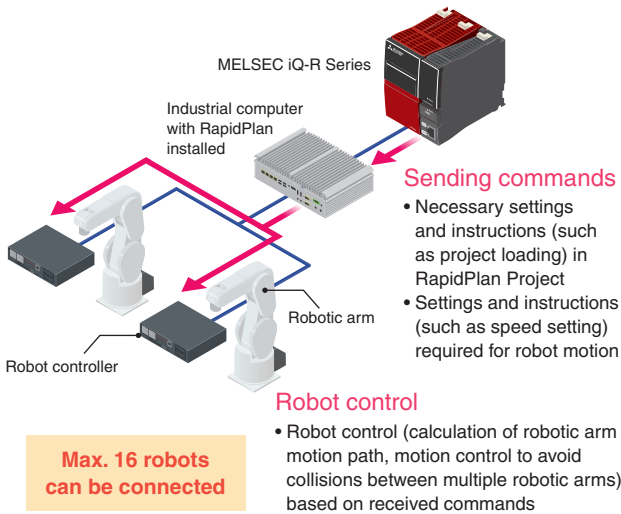 MELSEC iQ-R Series
Industrial computer
with RapidPlan
installed
Sending commands
• Necessary settings
and instructions (such
as project loading) in
RapidPlan Project
• Settings and instructions
(such as speed setting)
required for robot motion
Robotic arm
Robot controller
Robot control
• Robot control (calculation of robotic arm
motion path, motion control to avoid
collisions between multiple robotic arms)
based on received commands
Max. 16 robots
can be connected